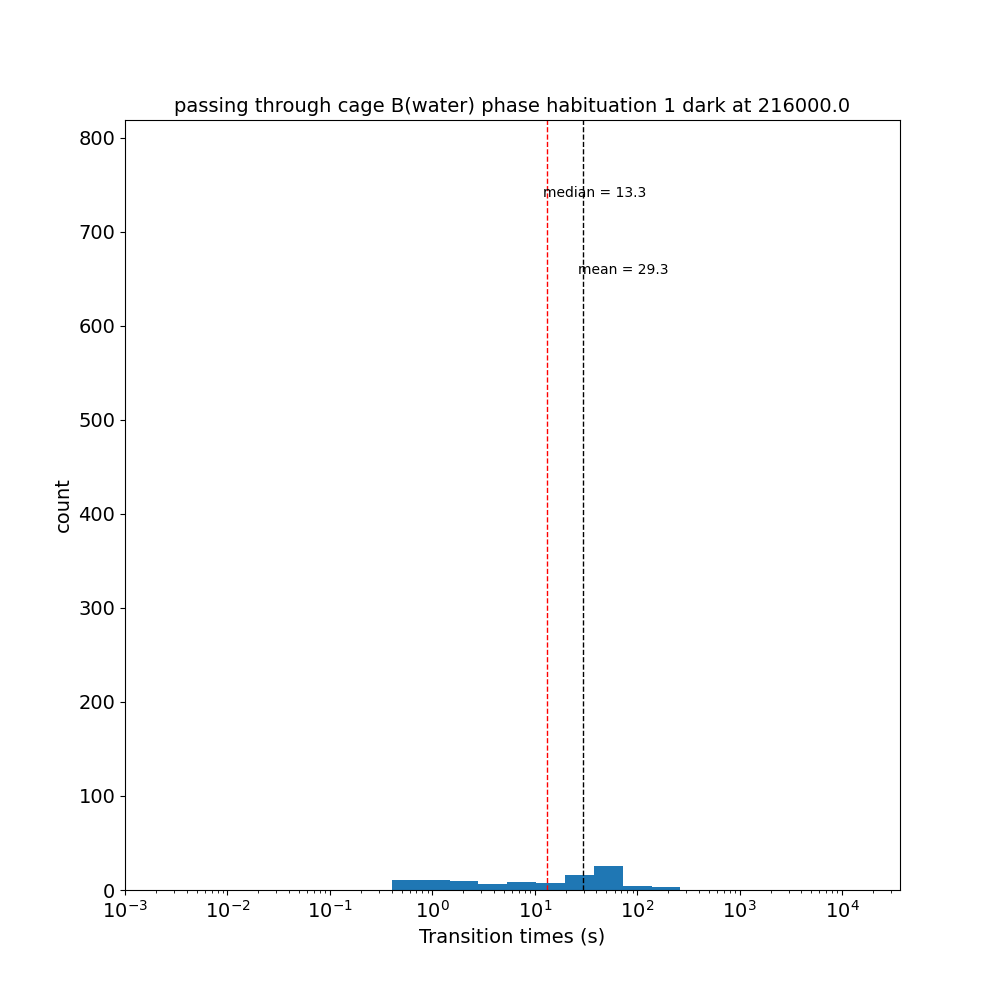 passing through cage B(water) phase habituation 1 dark at 216000.0
800
median = 13.3
700
mean = 29.3
600
500
400
300
200
100
0
count
10⁻³ 10⁻² 10⁻¹ 10⁰ 10¹ 10² 10³ 10⁴
Transition times (s)